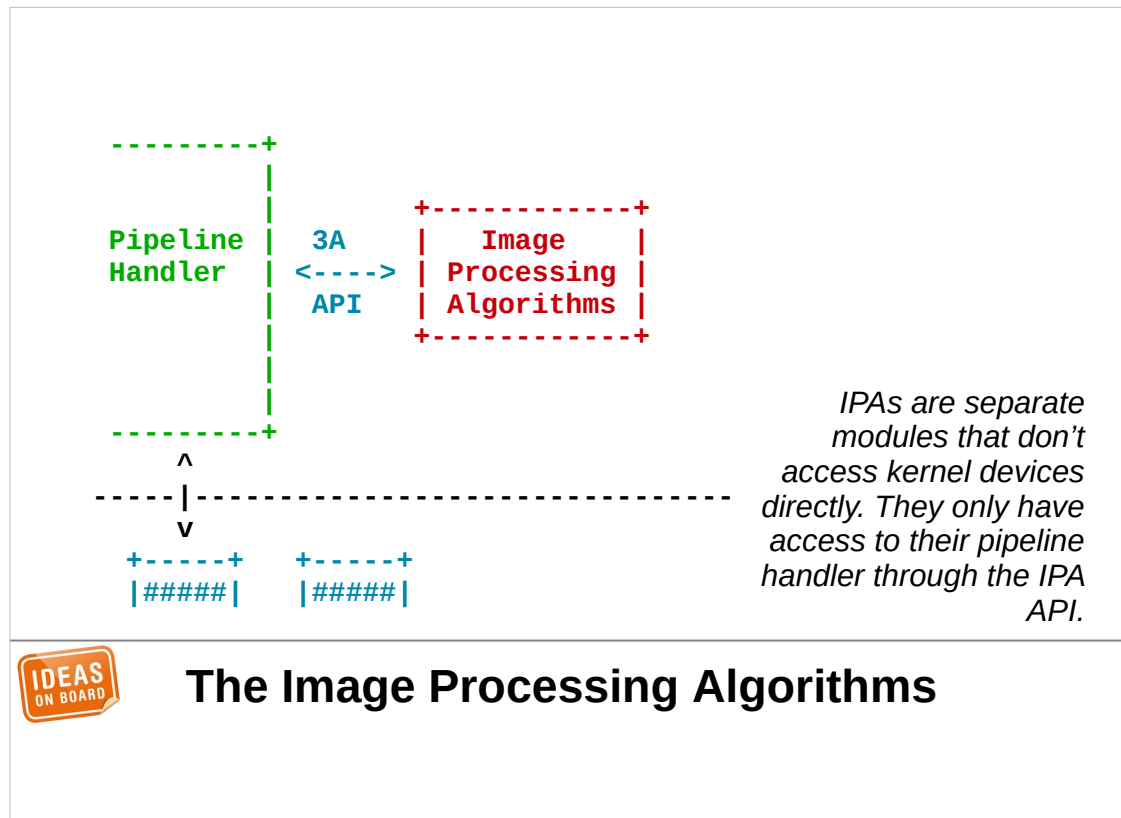 ---------+
|
|
+------------+
Pipeline | 3A | Image |
Handler | <----> | Processing |
| API | Algorithms |
| +------------+
|
|
---------+
^
-----|--------------------------------
v
+-----+ +-----+
|#####| |#####|
IPAs are separate
modules that don’t
access kernel devices
directly. They only have
access to their pipeline
handler through the IPA
API.
IDEAS
ON BOARD
The Image Processing Algorithms